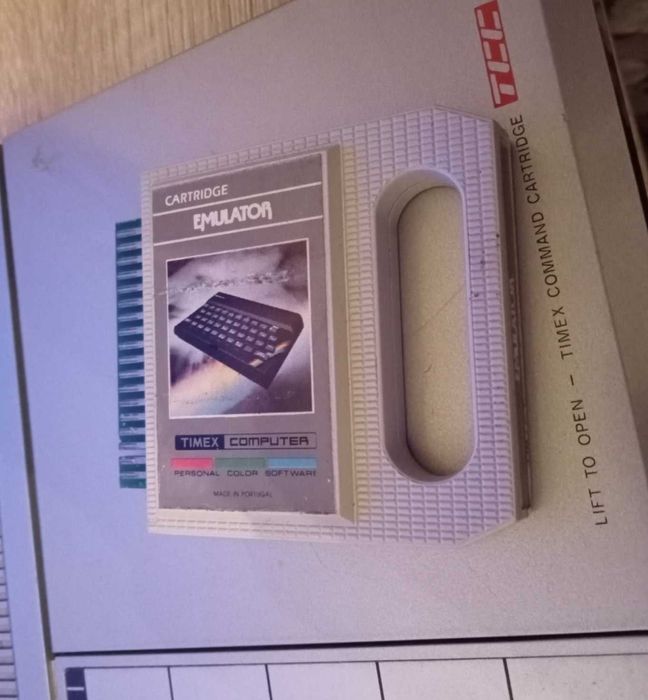 CARTRIDGE
EMULATOR
TIMEX COMPUTER
PERSONAL COLOR SOFTWARE
MADE IN PORTUGAL
TCC
LIFT TO OPEN – TIMEX COMMAND CARTRIDGE